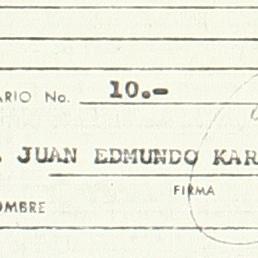 ARIO No. 10.-
. JUAN EDMUNDO KAR
FIRMA
OMBRE